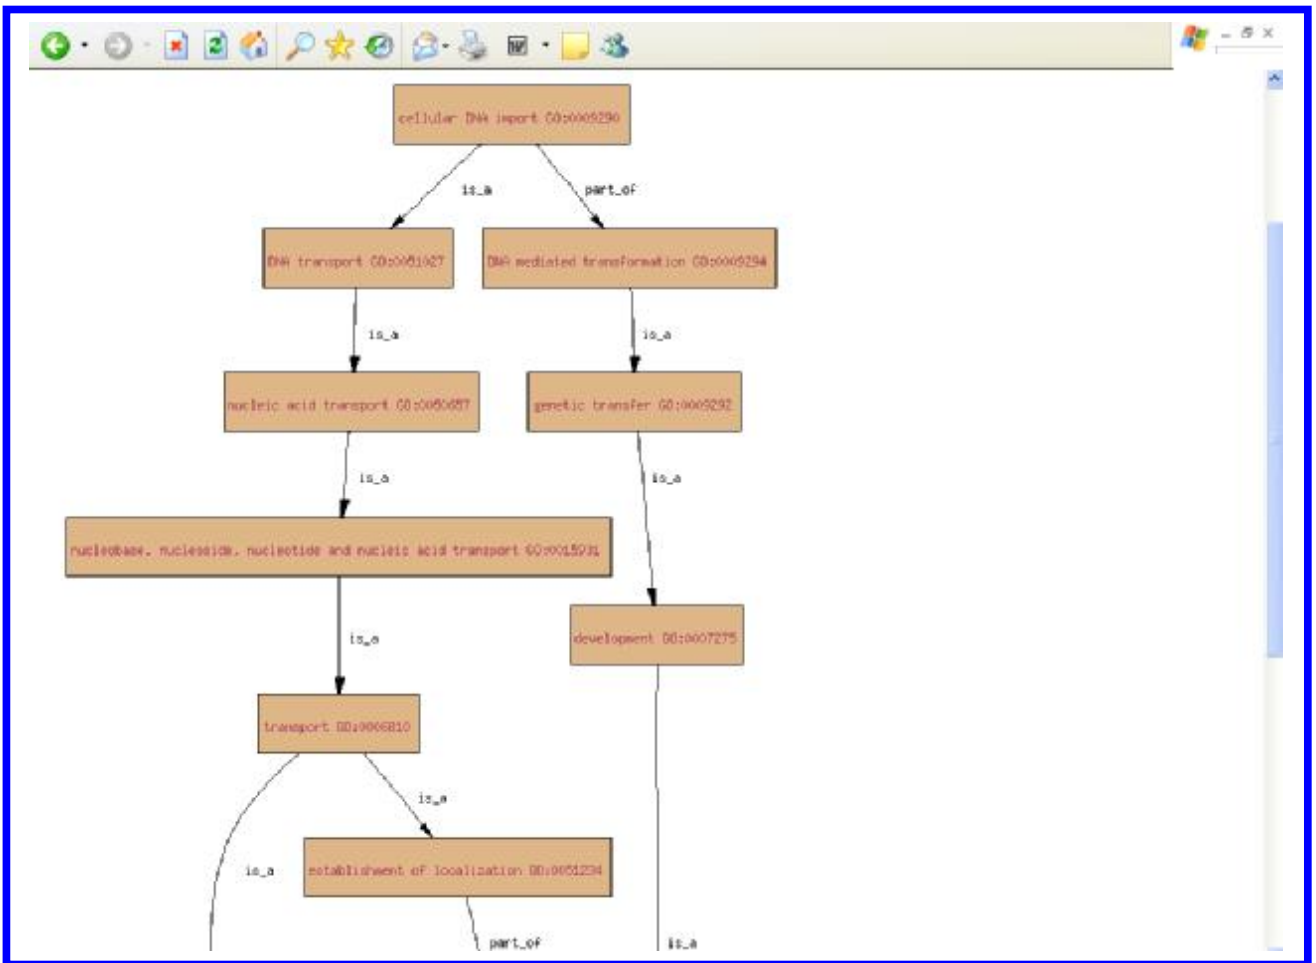 cellular DNA import GO:0009290
is_a
part_of
DNA transport GO:0051027
DNA mediated transformation GO:0009294
is_a
is_a
nucleic acid transport GO:0050657
genetic transfer GO:0009292
is_a
is_a
nucleobase, nucleoside, nucleotide and nucleic acid transport GO:0015931
development GO:0007275
is_a
transport GO:0006810
is_a
is_a
establishment of localization GO:0051234
part_of
is_a